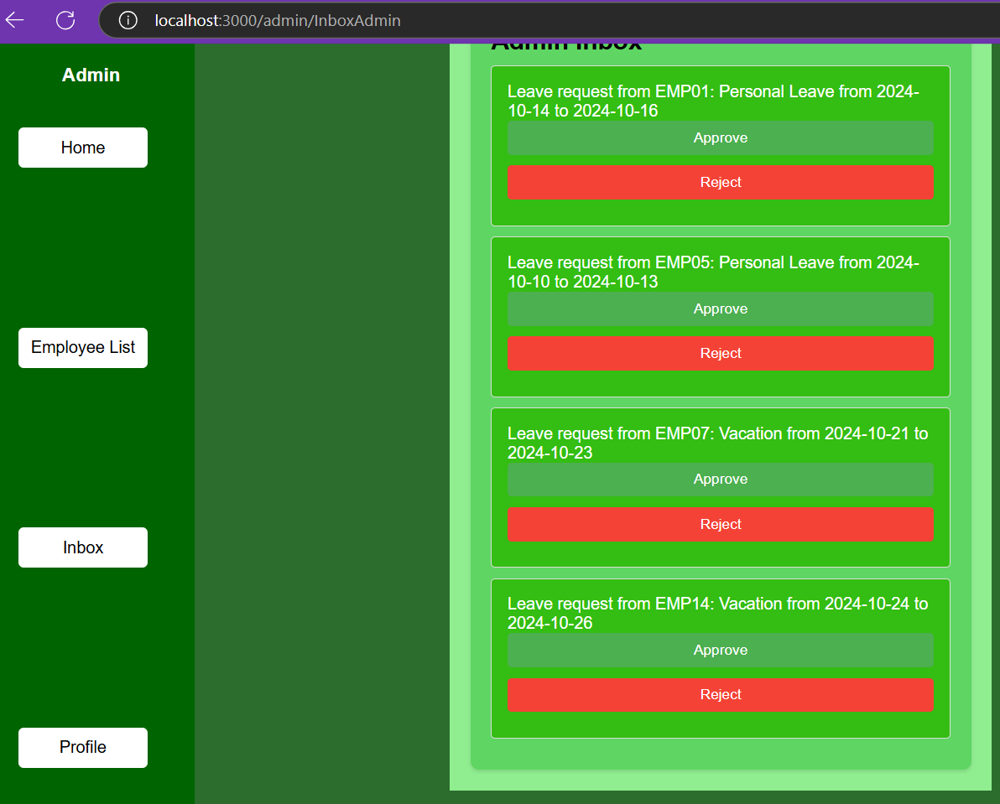 localhost:3000/admin/InboxAdmin
Admin
Home
Employee List
Inbox
Profile
Admin Inbox
Leave request from EMP01: Personal Leave from 2024-
10-14 to 2024-10-16
Approve
Reject
Leave request from EMP05: Personal Leave from 2024-
10-10 to 2024-10-13
Approve
Reject
Leave request from EMP07: Vacation from 2024-10-21 to
2024-10-23
Approve
Reject
Leave request from EMP14: Vacation from 2024-10-24 to
2024-10-26
Approve
Reject